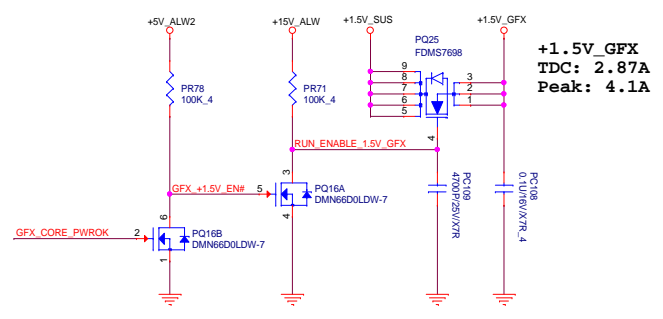 +5V_ALW2
+15V_ALW
+1.5V_SUS
+1.5V_GFX
PQ25
FDMS7698
+1.5V_GFX
TDC: 2.87A
Peak: 4.1A
9
8
7
6
5
3
2
1
4
PR78
100K_4
PR71
100K_4
RUN_ENABLE_1.5V_GFX
GFX_+1.5V_EN#
5
3
4
PQ16A
DMN66D0LDW-7
PC109
4700P/25V/X7R
PC108
0.1U/16V/X7R_4
GFX_CORE_PWROK
2
6
1
PQ16B
DMN66D0LDW-7